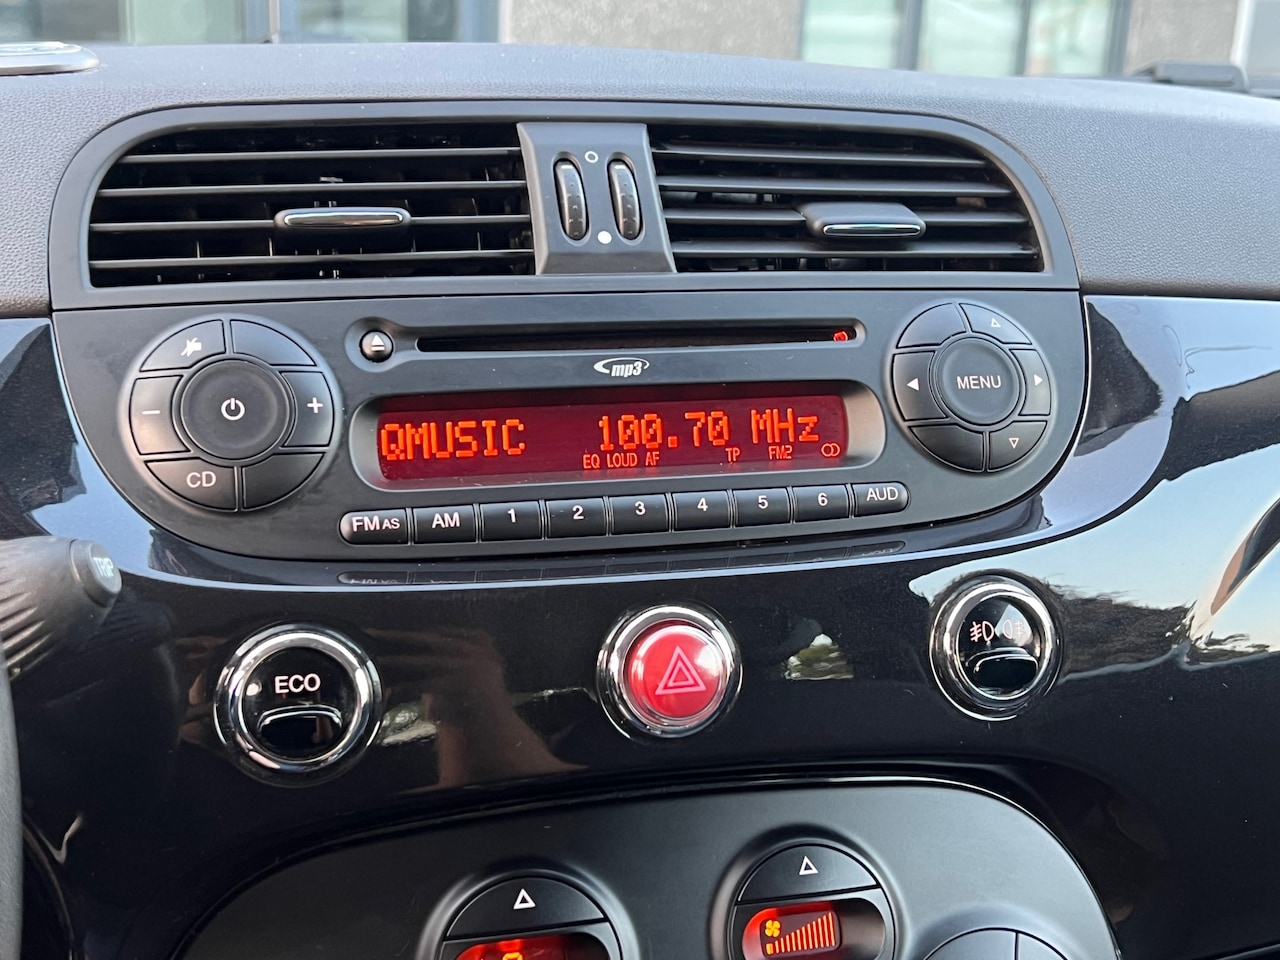 mp3
MENU
QMUSIC 100.70 MHz
EQ LOUD AF TP FM2
CD
FM AS AM 1 2 3 4 5 6 AUD
TRIP
ECO